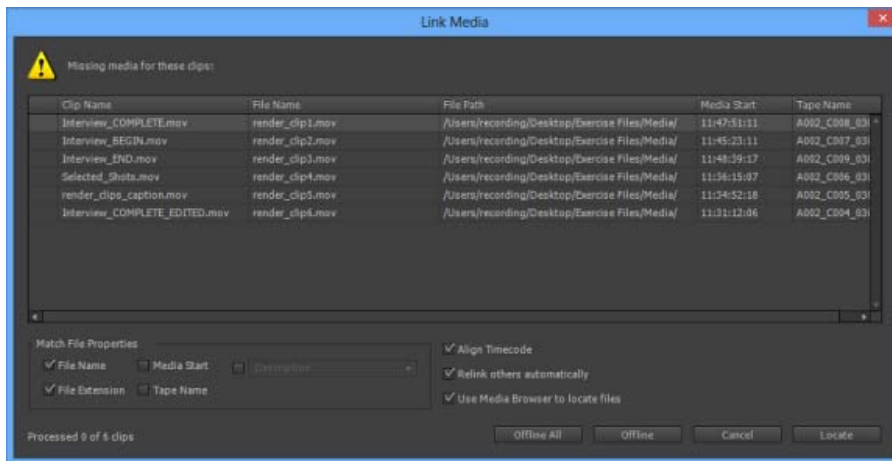 Link Media
Missing media for these clips:
Clip Name File Name File Path Media Start Tape Name
Interview_COMPLETE.mov render_clip1.mov /Users/recording/Desktop/Exercise Files/Media/ 11:47:51:11 A002_C008_03
Interview_BEGIN.mov render_clip2.mov /Users/recording/Desktop/Exercise Files/Media/ 11:45:23:11 A002_C007_03
Interview_END.mov render_clip3.mov /Users/recording/Desktop/Exercise Files/Media/ 11:48:39:17 A002_C009_03
Selected_Shots.mov render_clip4.mov /Users/recording/Desktop/Exercise Files/Media/ 11:36:15:07 A002_C006_03
render_clips_caption.mov render_clip5.mov /Users/recording/Desktop/Exercise Files/Media/ 11:34:52:18 A002_C005_03
Interview_COMPLETE_EDITED.mov render_clip6.mov /Users/recording/Desktop/Exercise Files/Media/ 11:31:12:06 A002_C004_03
Match File Properties
File Name Media Start Description
File Extension Tape Name
Align Timecode
Relink others automatically
Use Media Browser to locate files
Processed 0 of 6 clips
Offline All Offline Cancel Locate